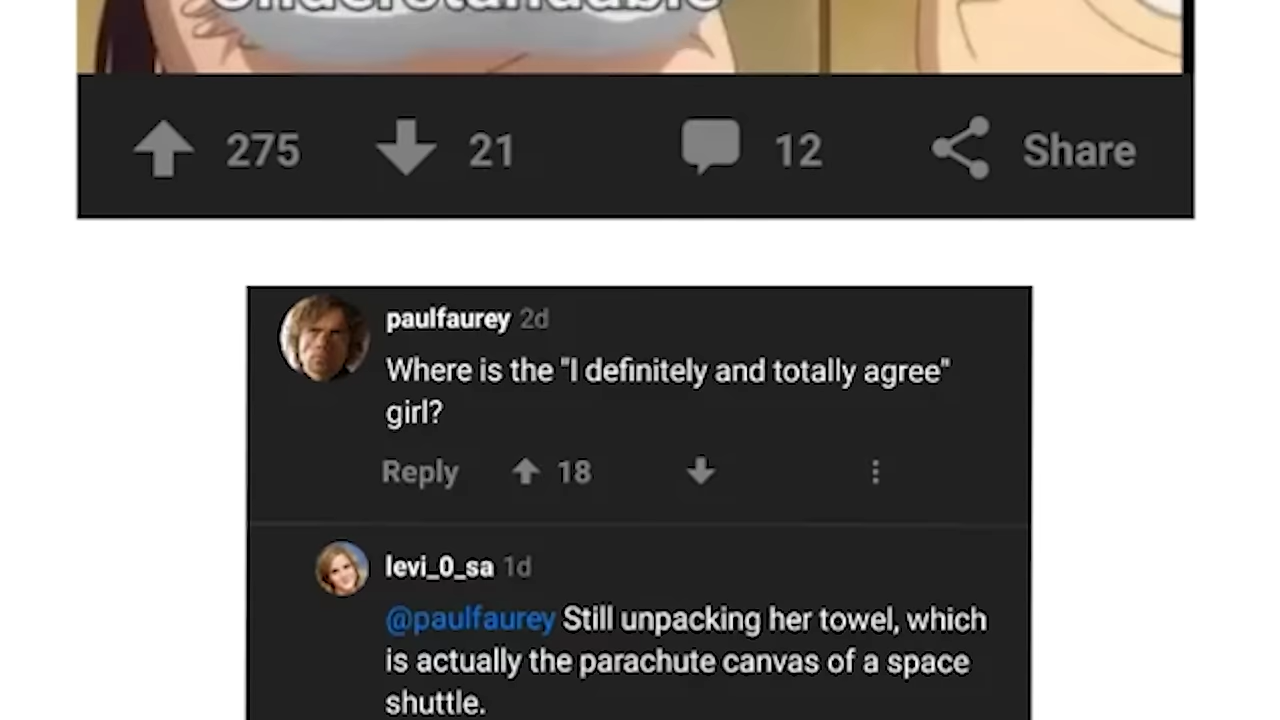 Understandable
275 21 12 Share
paulfaurey 2d
Where is the "I definitely and totally agree"
girl?
Reply 18
levi_0_sa 1d
@paulfaurey Still unpacking her towel, which
is actually the parachute canvas of a space
shuttle.